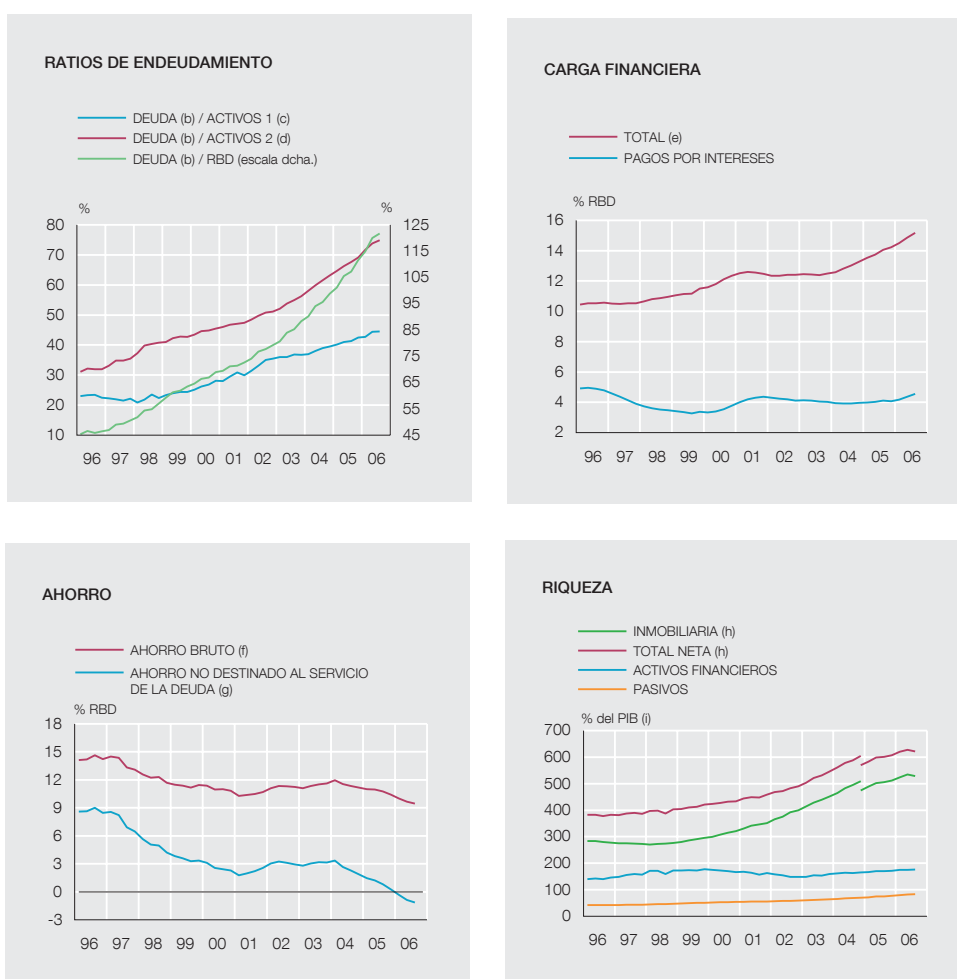 RATIOS DE ENDEUDAMIENTO
DEUDA (b) / ACTIVOS 1 (c)
DEUDA (b) / ACTIVOS 2 (d)
DEUDA (b) / RBD (escala dcha.)
% %
80 125
70 115
60 105
50 95
40 85
30 75
20 65
10 55
45
96 97 98 99 00 01 02 03 04 05 06
CARGA FINANCIERA
TOTAL (e)
PAGOS POR INTERESES
% RBD
16
14
12
10
8
6
4
2
96 97 98 99 00 01 02 03 04 05 06
AHORRO
AHORRO BRUTO (f)
AHORRO NO DESTINADO AL SERVICIO
DE LA DEUDA (g)
% RBD
18
15
12
9
6
3
0
-3
96 97 98 99 00 01 02 03 04 05 06
RIQUEZA
INMOBILIARIA (h)
TOTAL NETA (h)
ACTIVOS FINANCIEROS
PASIVOS
% del PIB (i)
700
600
500
400
300
200
100
0
96 97 98 99 00 01 02 03 04 05 06